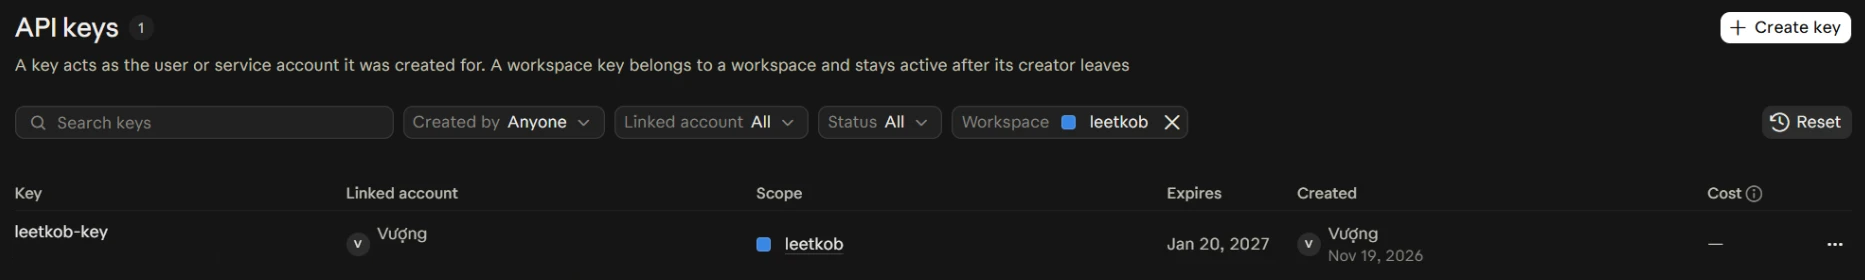 API keys 1
+ Create key
A key acts as the user or service account it was created for. A workspace key belongs to a workspace and stays active after its creator leaves
Search keys Created by Anyone Linked account All Status All Workspace leetkob Reset
Key Linked account Scope Expires Created Cost
leetkob-key V Vượng leetkob Jan 20, 2027 V Vượng —
Nov 19, 2026